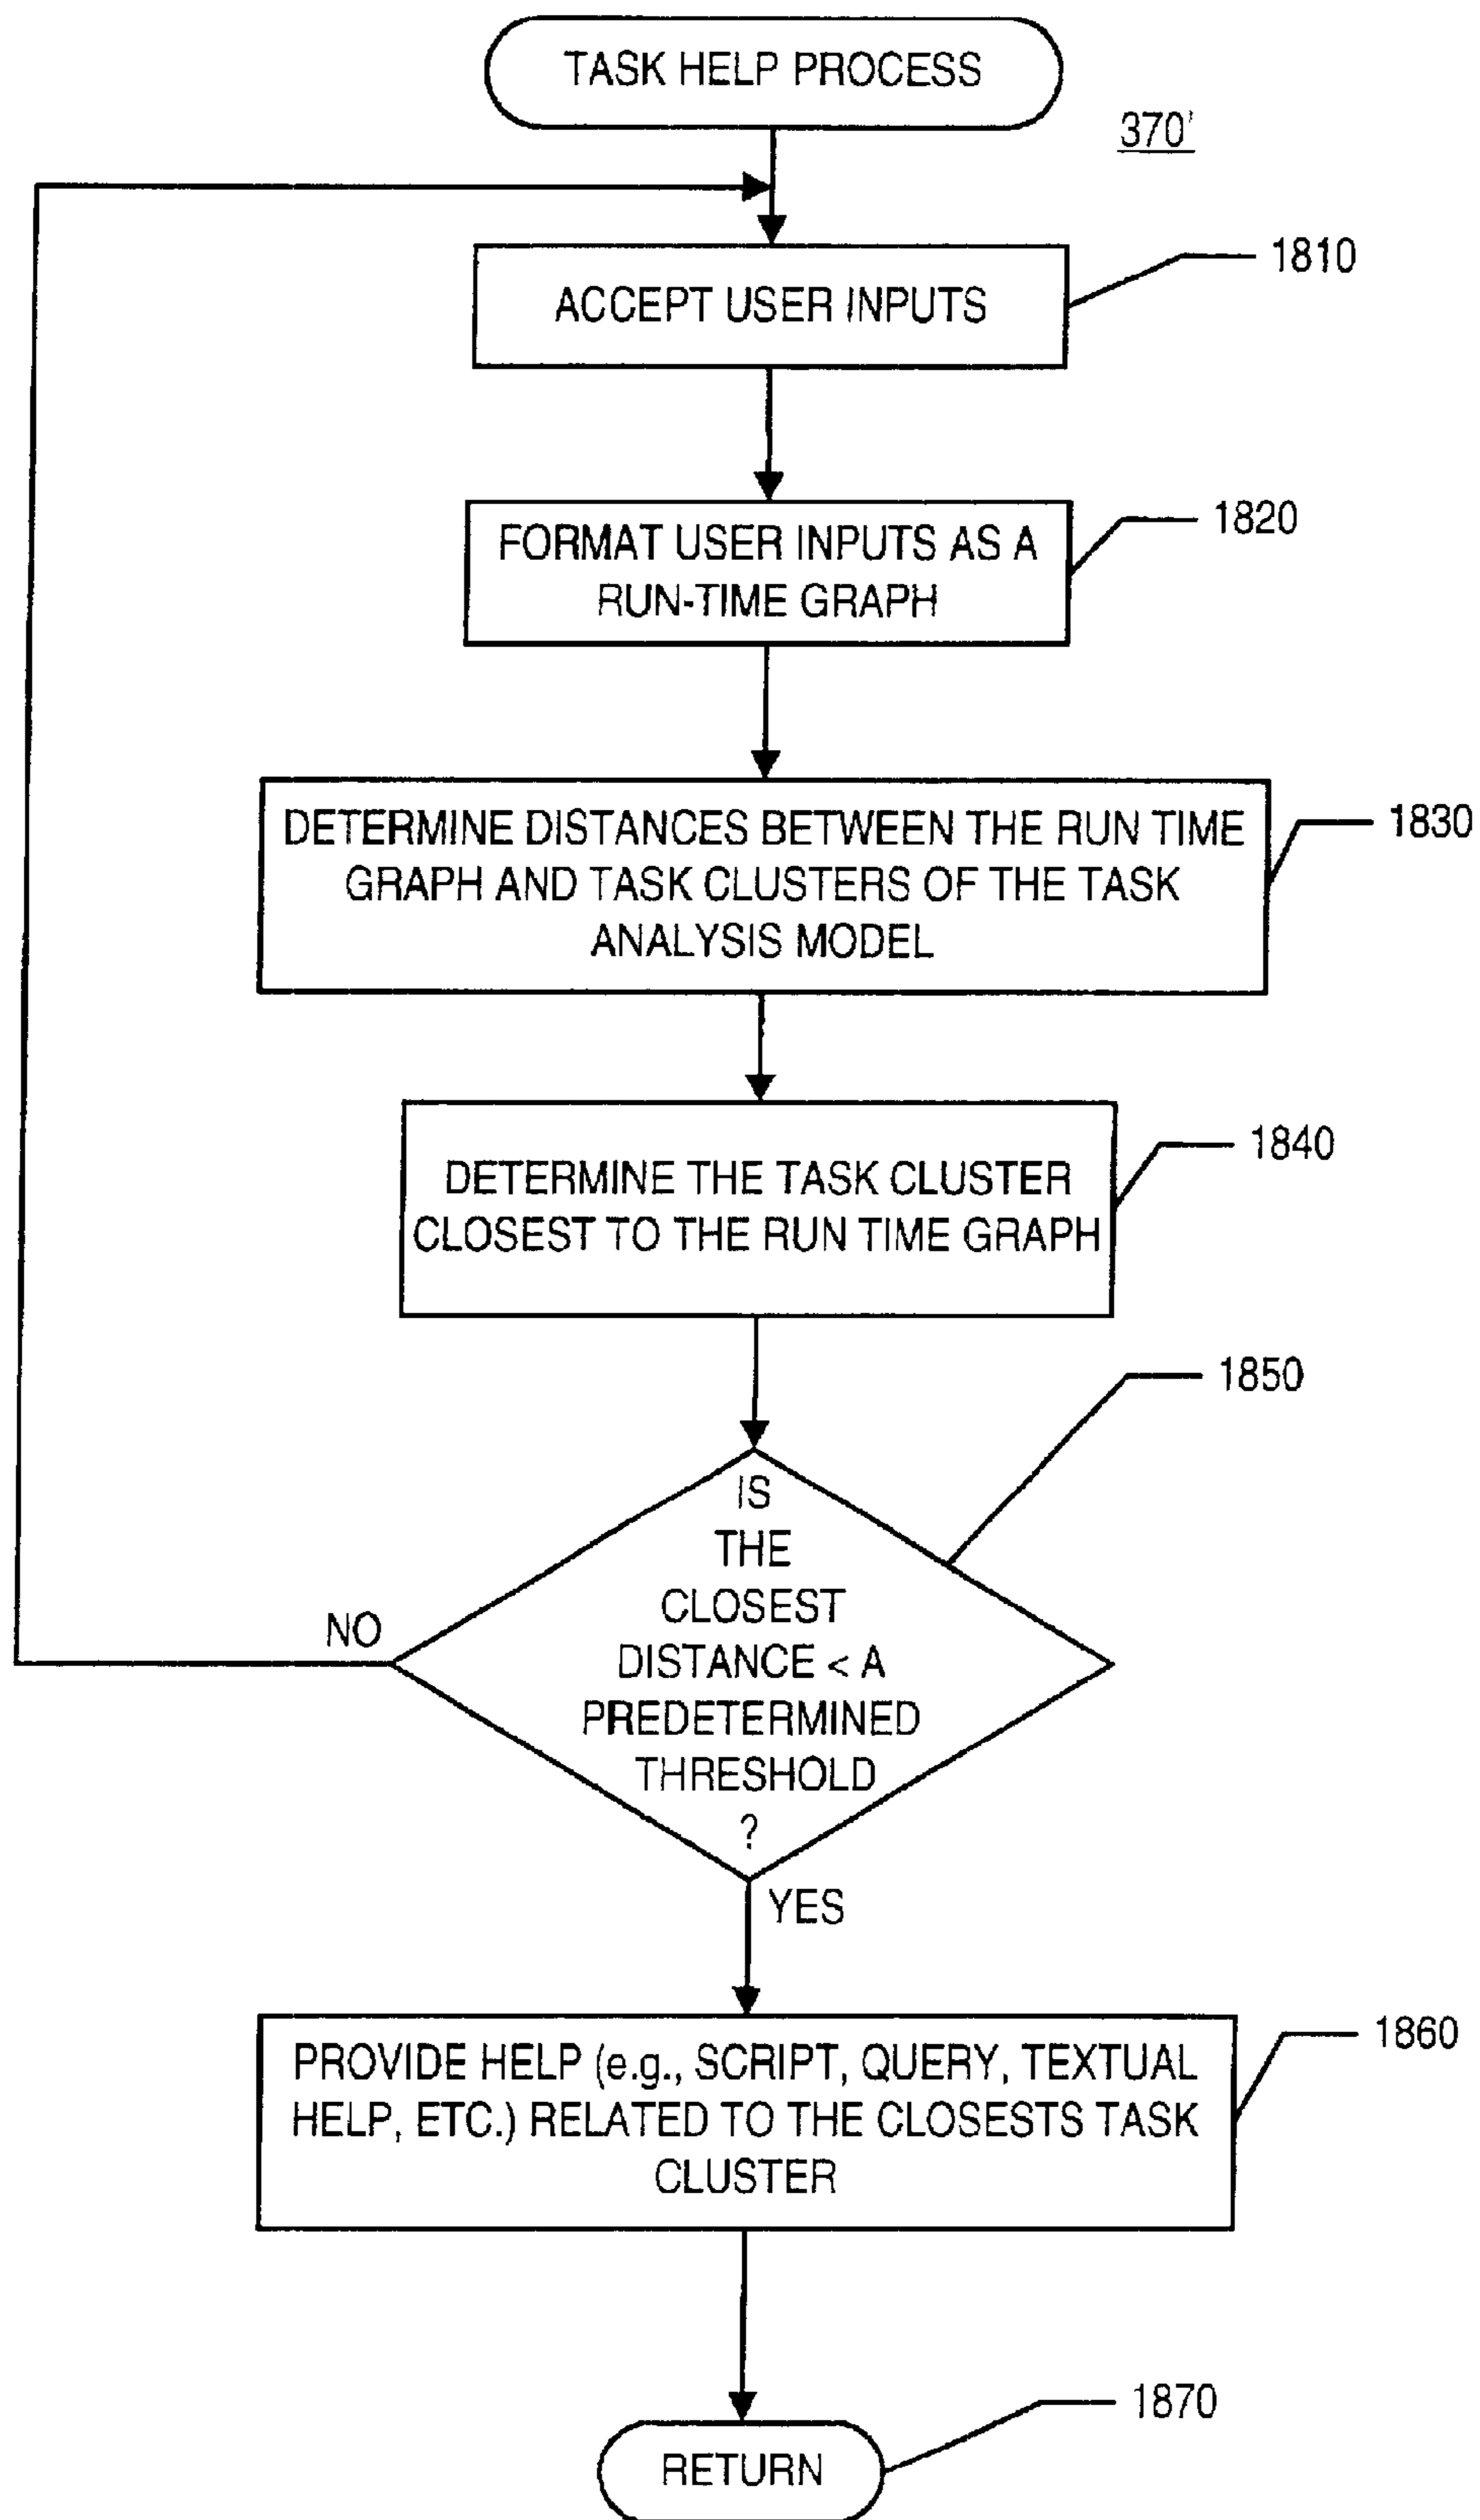 TASK HELP PROCESS
370'
ACCEPT USER INPUTS
1810
FORMAT USER INPUTS AS A
RUN-TIME GRAPH
1820
DETERMINE DISTANCES BETWEEN THE RUN TIME
GRAPH AND TASK CLUSTERS OF THE TASK
ANALYSIS MODEL
1830
DETERMINE THE TASK CLUSTER
CLOSEST TO THE RUN TIME GRAPH
1840
IS
THE
CLOSEST
DISTANCE < A
PREDETERMINED
THRESHOLD
?
1850
NO
YES
PROVIDE HELP (e.g., SCRIPT, QUERY, TEXTUAL
HELP, ETC.) RELATED TO THE CLOSESTS TASK
CLUSTER
1860
RETURN
1870